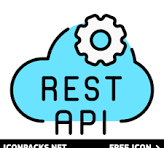 REST
API
ICONPACKS.NET FREE ICON >